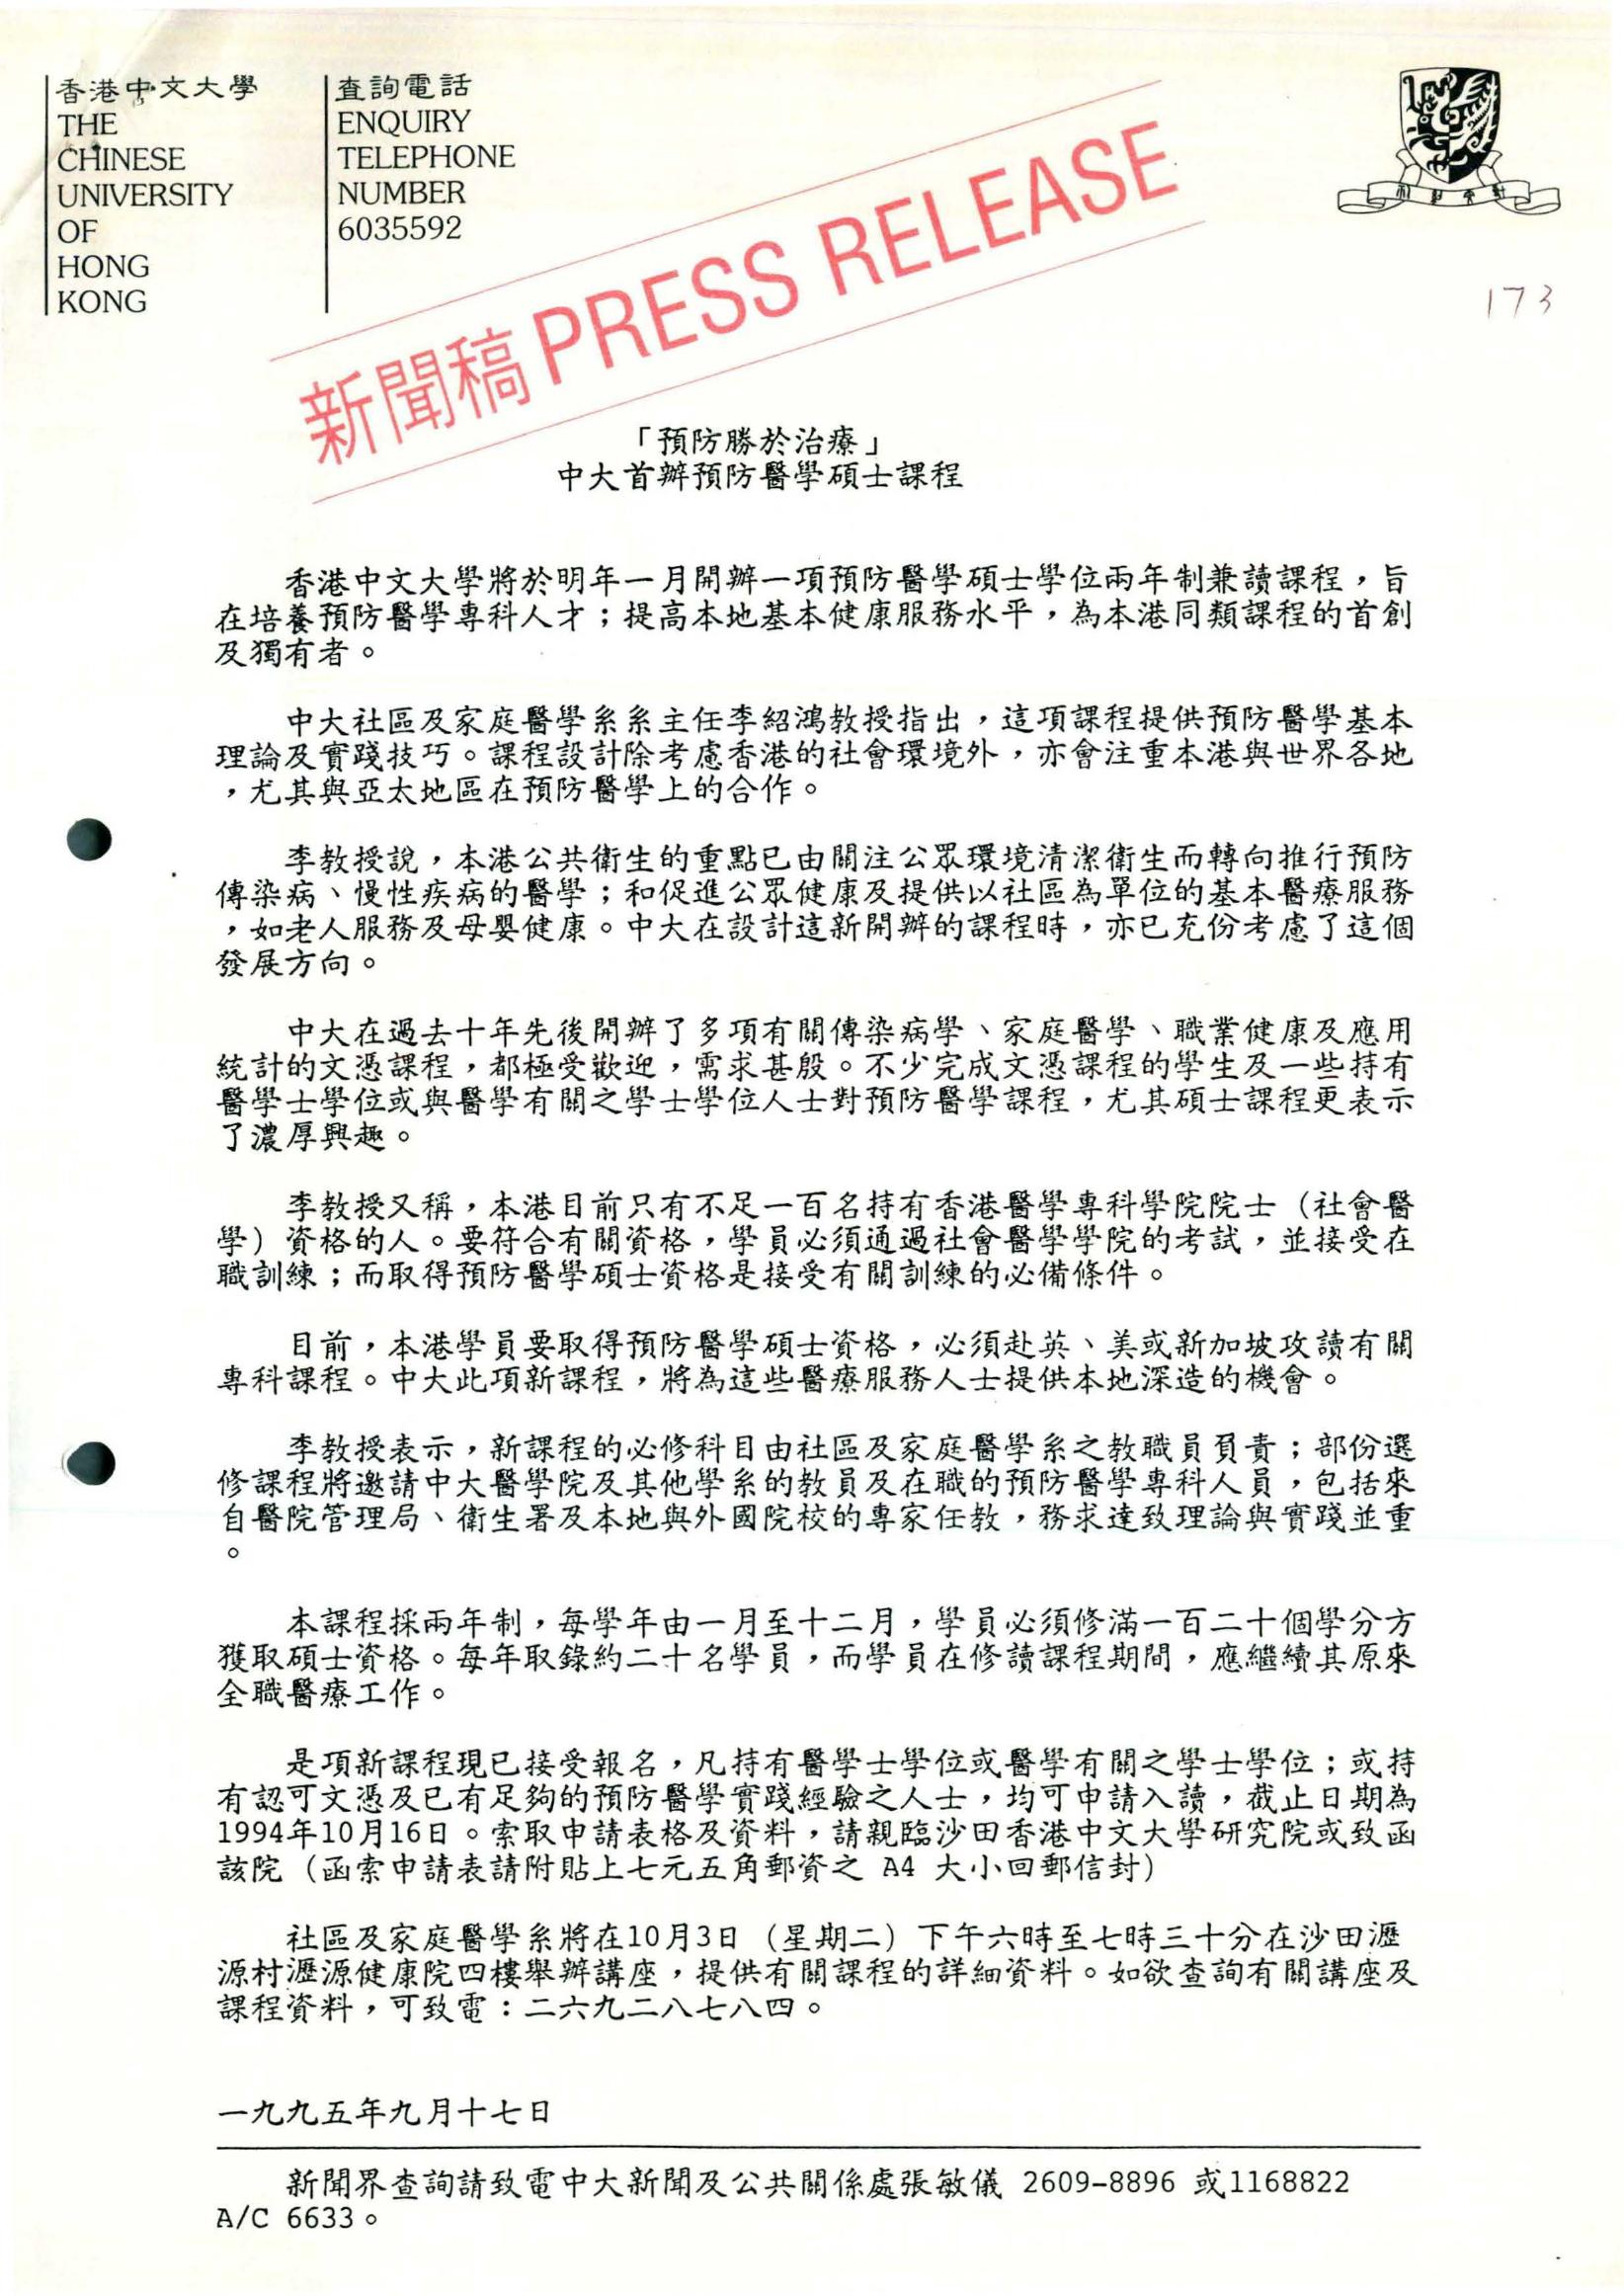 香港中文大學
THE
CHINESE
UNIVERSITY
OF
HONG
KONG
查詢電話
ENQUIRY
TELEPHONE
NUMBER
6035592
新聞稿 PRESS RELEASE
173
「預防勝於治療」
中大首辦預防醫學碩士課程
香港中文大學將於明年一月開辦一項預防醫學碩士學位兩年制兼讀課程，旨
在培養預防醫學專科人才；提高本地基本健康服務水平，為本港同類課程的首創
及獨有者。
中大社區及家庭醫學系系主任李紹鴻教授指出，這項課程提供預防醫學基本
理論及實踐技巧。課程設計除考慮香港的社會環境外，亦會注重本港與世界各地
，尤其與亞太地區在預防醫學上的合作。
李教授說，本港公共衛生的重點已由關注公眾環境清潔衛生而轉向推行預防
傳染病、慢性疾病的醫學；和促進公眾健康及提供以社區為單位的基本醫療服務
，如老人服務及母嬰健康。中大在設計這新開辦的課程時，亦已充份考慮了這個
發展方向。
中大在過去十年先後開辦了多項有關傳染病學、家庭醫學、職業健康及應用
統計的文憑課程，都極受歡迎，需求甚殷。不少完成文憑課程的學生及一些持有
醫學士學位或與醫學有關之學士學位人士對預防醫學課程，尤其碩士課程更表示
了濃厚興趣。
李教授又稱，本港目前只有不足一百名持有香港醫學專科學院院士（社會醫
學）資格的人。要符合有關資格，學員必須通過社會醫學學院的考試，並接受在
職訓練；而取得預防醫學碩士資格是接受有關訓練的必備條件。
目前，本港學員要取得預防醫學碩士資格，必須赴英、美或新加坡攻讀有關
專科課程。中大此項新課程，將為這些醫療服務人士提供本地深造的機會。
李教授表示，新課程的必修科目由社區及家庭醫學系之教職員負責；部份選
修課程將邀請中大醫學院及其他學系的教員及在職的預防醫學專科人員，包括來
自醫院管理局、衛生署及本地與外國院校的專家任教，務求達致理論與實踐並重
。
本課程採兩年制，每學年由一月至十二月，學員必須修滿一百二十個學分方
獲取碩士資格。每年取錄約二十名學員，而學員在修讀課程期間，應繼續其原來
全職醫療工作。
是項新課程現已接受報名，凡持有醫學士學位或醫學有關之學士學位；或持
有認可文憑及已有足夠的預防醫學實踐經驗之人士，均可申請入讀，截止日期為
1994年10月16日。索取申請表格及資料，請親臨沙田香港中文大學研究院或致函
該院（函索申請表請附貼上七元五角郵資之 A4 大小回郵信封）
社區及家庭醫學系將在10月3日（星期二）下午六時至七時三十分在沙田瀝
源村瀝源健康院四樓舉辦講座，提供有關課程的詳細資料。如欲查詢有關講座及
課程資料，可致電：二六九二八七八四。
一九九五年九月十七日
新聞界查詢請致電中大新聞及公共關係處張敏儀 2609-8896 或1168822
A/C 6633。